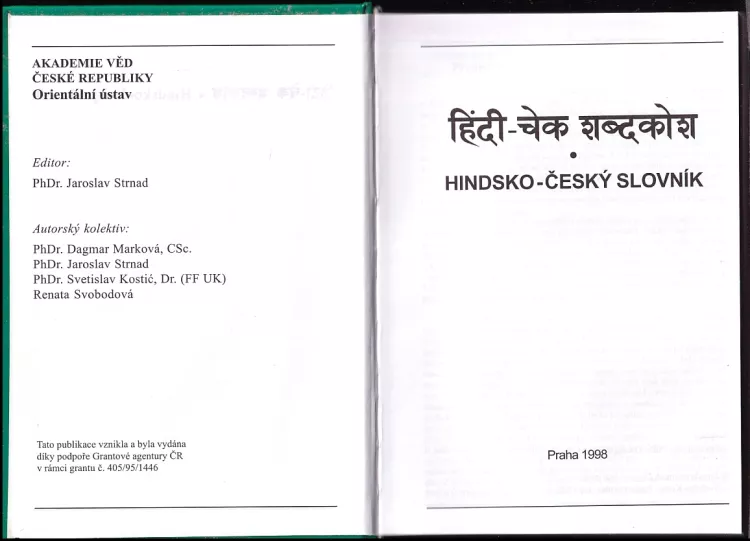 AKADEMIE VĚD
ČESKÉ REPUBLIKY
Orientální ústav
Editor:
PhDr. Jaroslav Strnad
Autorský kolektiv:
PhDr. Dagmar Marková, CSc.
PhDr. Jaroslav Strnad
PhDr. Svetislav Kostić, Dr. (FF UK)
Renata Svobodová
Tato publikace vznikla a byla vydána
díky podpoře Grantové agentury ČR
v rámci grantu č. 405/95/1446
हिंदी-चेक शब्दकोश
•
HINDSKO-ČESKÝ SLOVNÍK
Praha 1998